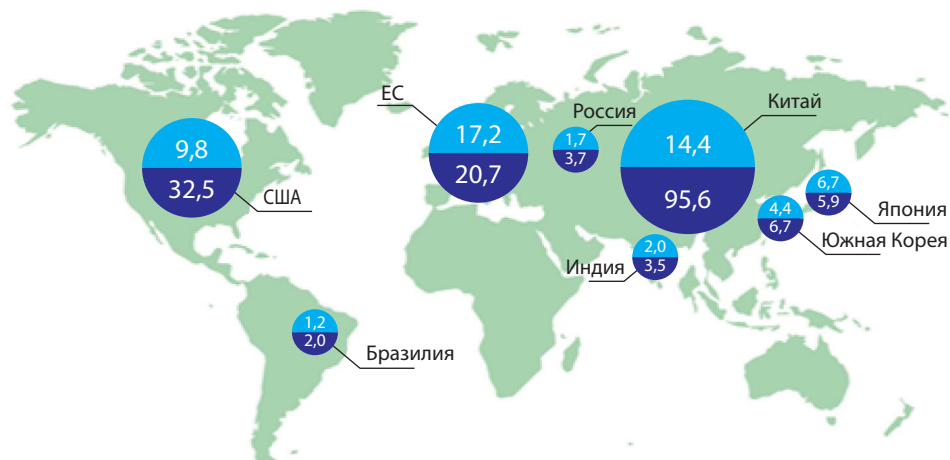 ЕС
17,2
20,7
Россия
1,7
3,7
Китай
14,4
95,6
9,8
32,5
США
6,7
5,9
Япония
4,4
6,7
Южная Корея
2,0
3,5
Индия
1,2
2,0
Бразилия